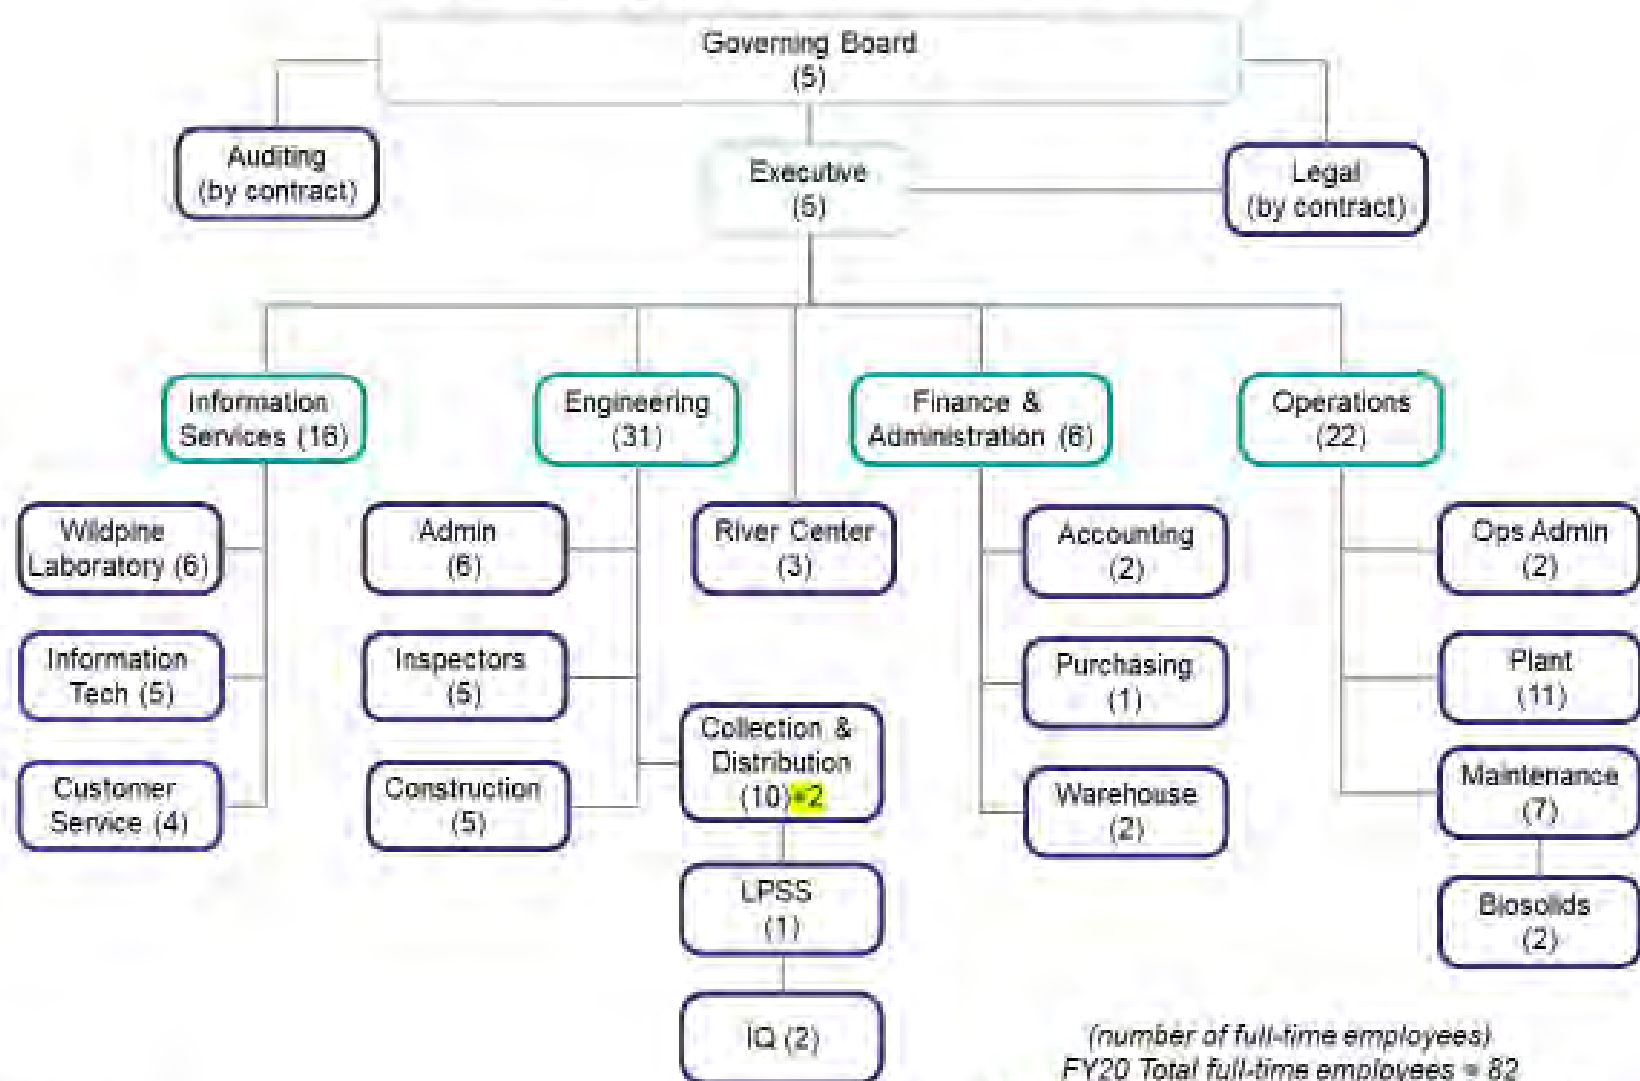 Governing Board
(5)
Auditing
(by contract)
Executive
(5)
Legal
(by contract)
Information
Services (16)
Engineering
(31)
Finance &
Administration (6)
Operations
(22)
Wildpine
Laboratory (6)
Admin
(6)
River Center
(3)
Accounting
(2)
Ops Admin
(2)
Information
Tech (5)
Inspectors
(5)
Collection &
Distribution
(10)+2
Purchasing
(1)
Plant
(11)
Customer
Service (4)
Construction
(5)
Warehouse
(2)
Maintenance
(7)
LPSS
(1)
Biosolids
(2)
IQ (2)
(number of full-time employees)
FY20 Total full-time employees = 82